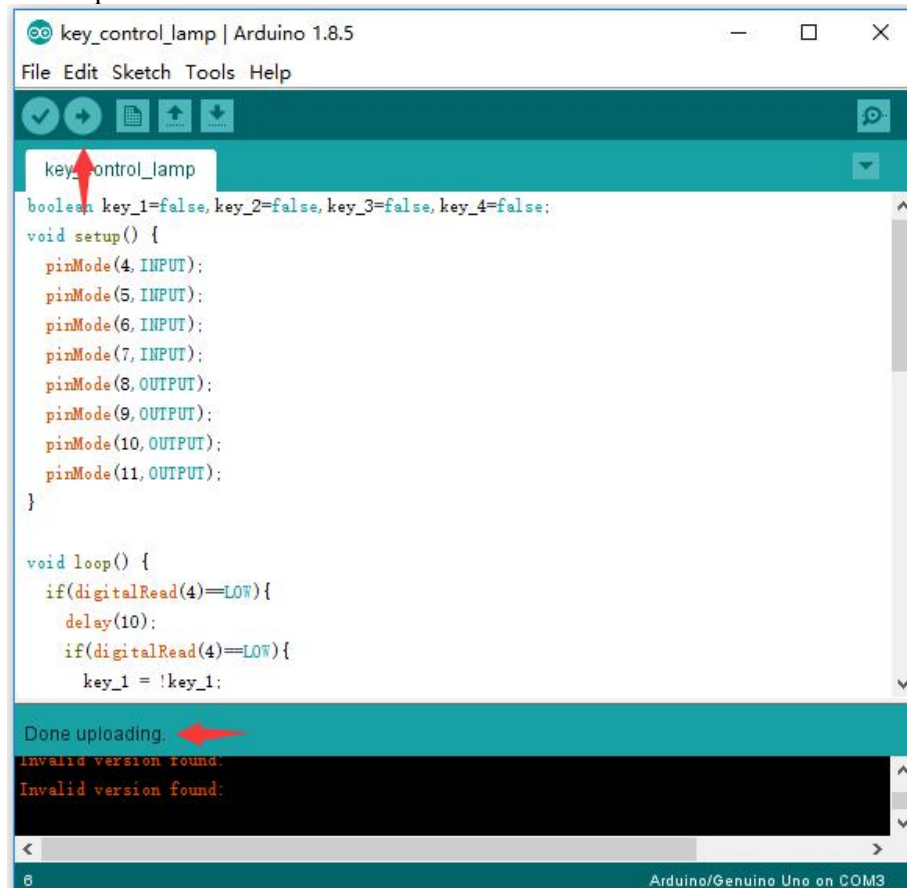 key_control_lamp | Arduino 1.8.5
File Edit Sketch Tools Help
key_control_lamp
boolean key_1=false, key_2=false, key_3=false, key_4=false;
void setup() {
pinMode(4, INPUT);
pinMode(5, INPUT);
pinMode(6, INPUT);
pinMode(7, INPUT);
pinMode(8, OUTPUT);
pinMode(9, OUTPUT);
pinMode(10, OUTPUT);
pinMode(11, OUTPUT);
}
void loop() {
if(digitalRead(4)==LOW){
delay(10);
if(digitalRead(4)==LOW){
key_1 = !key_1;
Done uploading.
Invalid version found:
Invalid version found:
6 Arduino/Genuino Uno on COM3